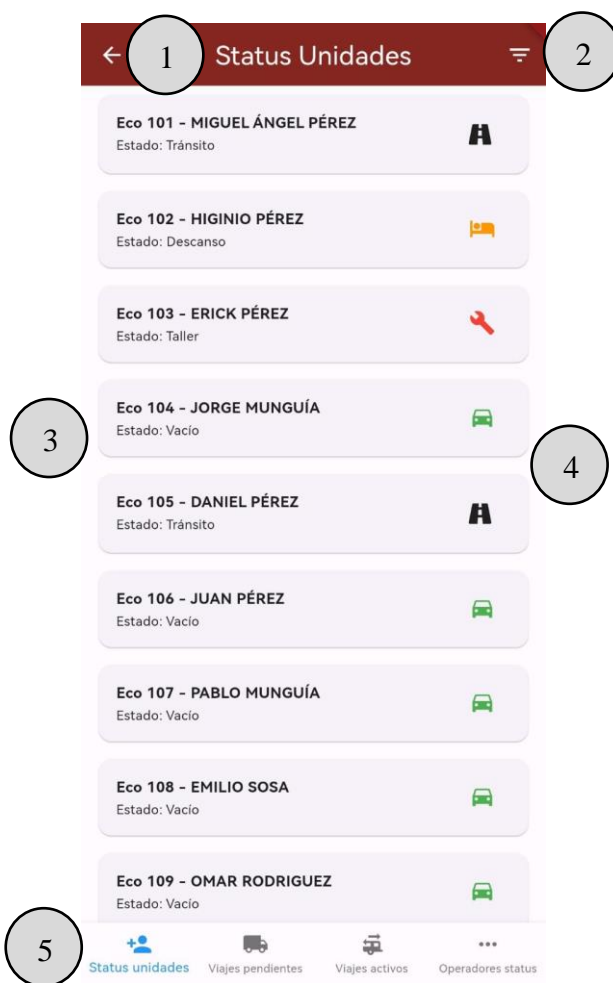 1 Status Unidades 2
Eco 101 - MIGUEL ÁNGEL PÉREZ
Estado: Tránsito
Eco 102 - HIGINIO PÉREZ
Estado: Descanso
Eco 103 - ERICK PÉREZ
Estado: Taller
Eco 104 - JORGE MUNGUÍA
3 Estado: Vacío
4
Eco 105 - DANIEL PÉREZ
Estado: Tránsito
Eco 106 - JUAN PÉREZ
Estado: Vacío
Eco 107 - PABLO MUNGUÍA
Estado: Vacío
Eco 108 - EMILIO SOSA
Estado: Vacío
Eco 109 - OMAR RODRIGUEZ
Estado: Vacío
5
Status unidades Viajes pendientes Viajes activos Operadores status